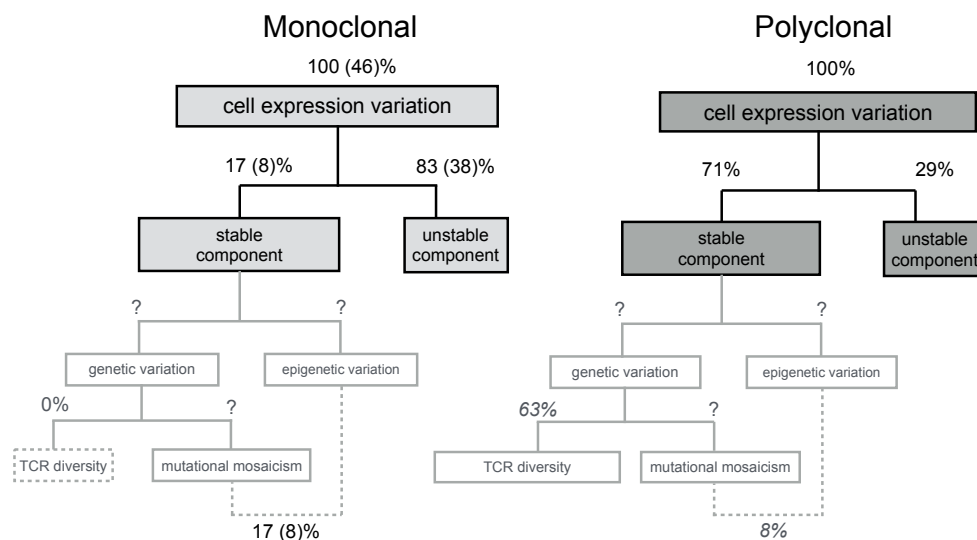 Monoclonal
100 (46)%
cell expression variation
17 (8)%
83 (38)%
stable
component
unstable
component
?
?
genetic variation
epigenetic variation
0%
?
TCR diversity
mutational mosaicism
17 (8)%
Polyclonal
100%
cell expression variation
71%
29%
stable
component
unstable
component
?
?
genetic variation
epigenetic variation
63%
?
TCR diversity
mutational mosaicism
8%